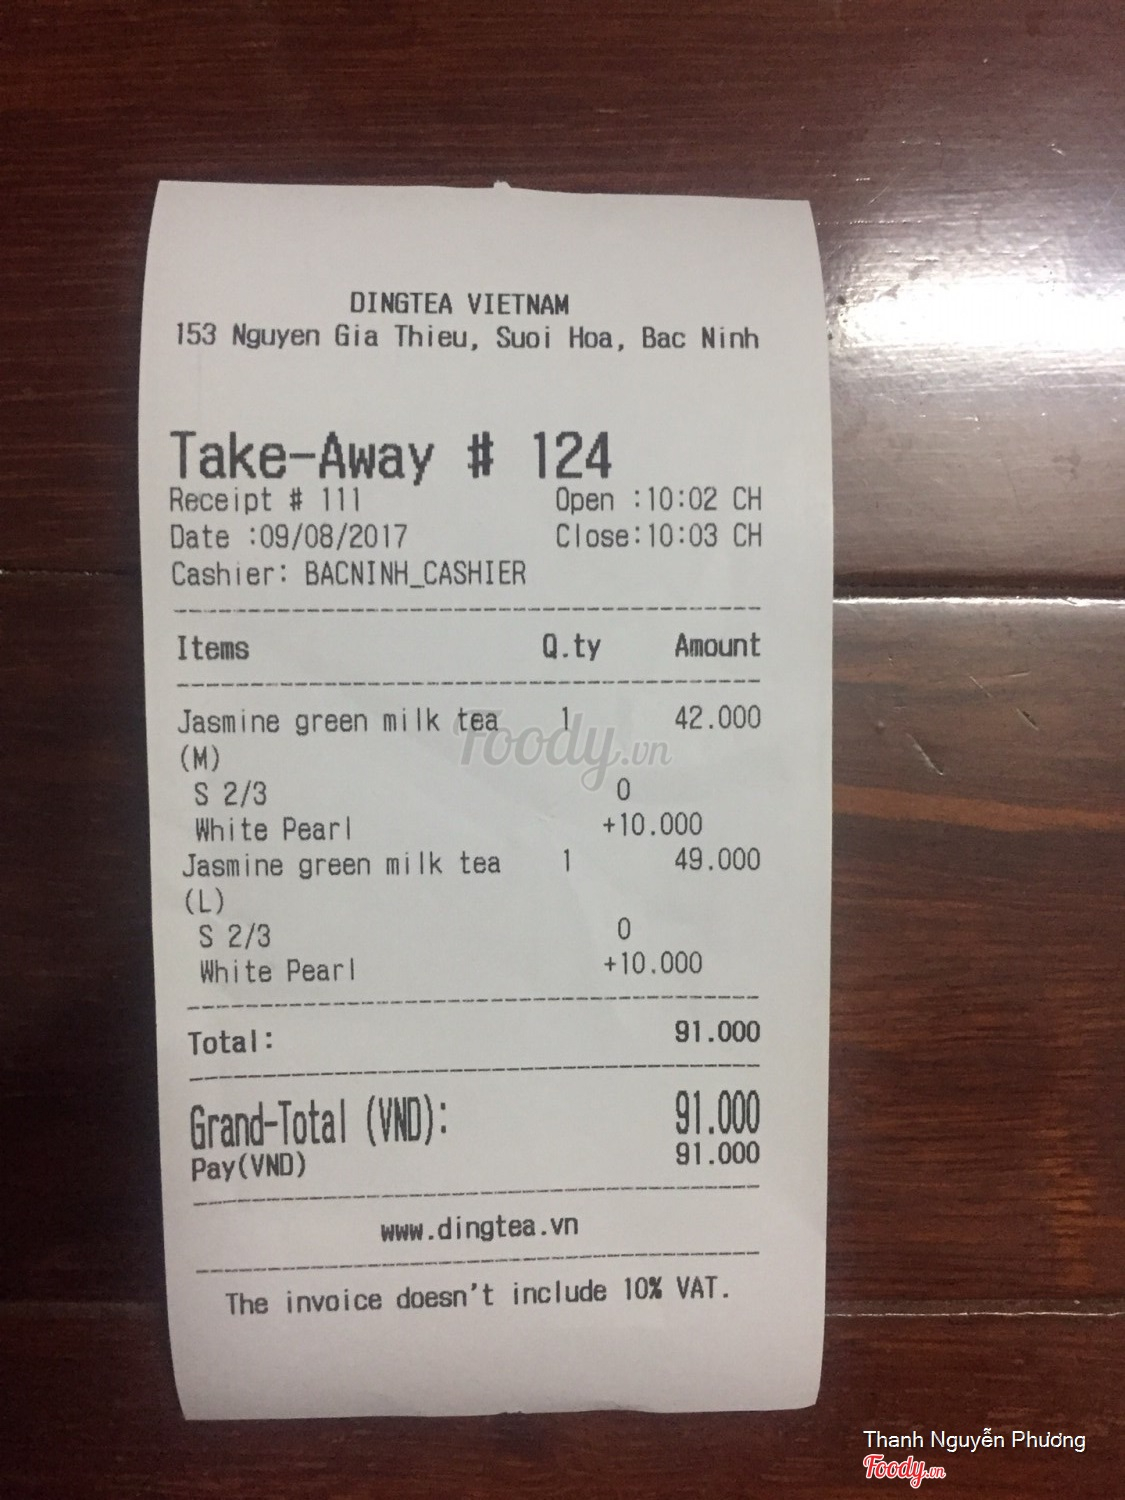 DINGTEA VIETNAM
153 Nguyen Gia Thieu, Suoi Hoa, Bac Ninh
Take-Away # 124
Receipt # 111 Open :10:02 CH
Date :09/08/2017 Close:10:03 CH
Cashier: BACNINH_CASHIER
Items Q.ty Amount
Jasmine green milk tea 1 42.000
(M)
S 2/3 0
White Pearl +10.000
Jasmine green milk tea 1 49.000
(L)
S 2/3 0
White Pearl +10.000
Total: 91.000
Grand-Total (VND): 91.000
Pay(VND) 91.000
www.dingtea.vn
The invoice doesn't include 10% VAT.
Foody.vn
Thanh Nguyễn Phương
Foody.vn